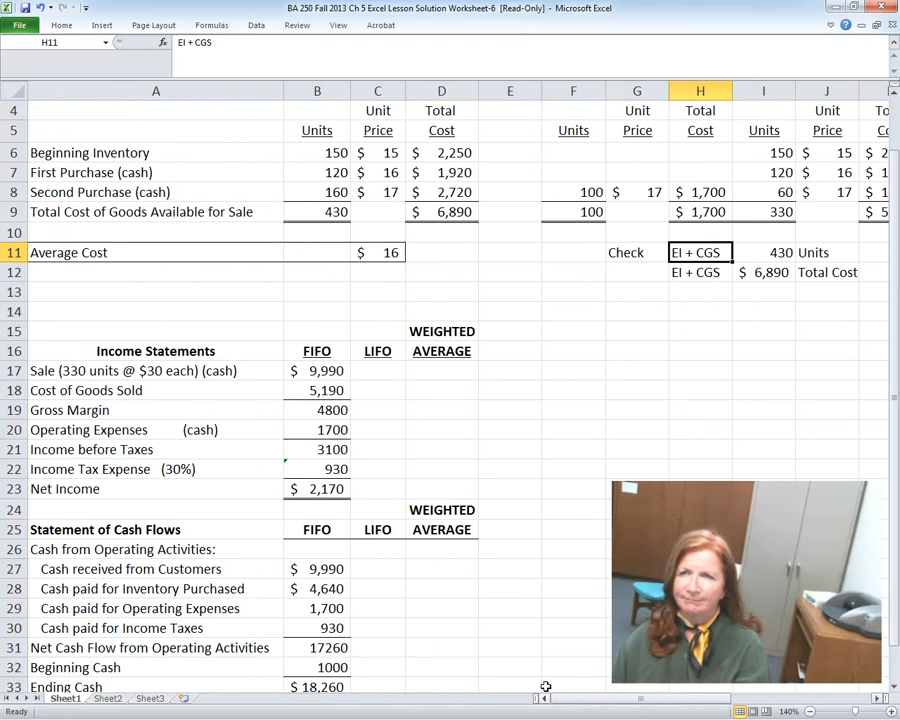 BA 250 Fall 2013 Ch 5 Excel Lesson Solution Worksheet-6 [Read-Only] - Microsoft Excel
File Home Insert Page Layout Formulas Data Review View Acrobat
H11 fx EI + CGS
A B C D E F G H I J
4 Unit Total Unit Total Unit To
5 Units Price Cost Units Price Cost Units Price Co
6 Beginning Inventory 150 $ 15 $ 2,250 150 $ 15 $ 2
7 First Purchase (cash) 120 $ 16 $ 1,920 120 $ 16 $ 1
8 Second Purchase (cash) 160 $ 17 $ 2,720 100 $ 17 $ 1,700 60 $ 17 $ 1
9 Total Cost of Goods Available for Sale 430 $ 6,890 100 $ 1,700 330 $ 5
10
11 Average Cost $ 16 Check EI + CGS 430 Units
12 EI + CGS $ 6,890 Total Cost
13
14
15 WEIGHTED
16 Income Statements FIFO LIFO AVERAGE
17 Sale (330 units @ $30 each) (cash) $ 9,990
18 Cost of Goods Sold 5,190
19 Gross Margin 4800
20 Operating Expenses (cash) 1700
21 Income before Taxes 3100
22 Income Tax Expense (30%) 930
23 Net Income $ 2,170
24 WEIGHTED
25 Statement of Cash Flows FIFO LIFO AVERAGE
26 Cash from Operating Activities:
27 Cash received from Customers $ 9,990
28 Cash paid for Inventory Purchased $ 4,640
29 Cash paid for Operating Expenses 1,700
30 Cash paid for Income Taxes 930
31 Net Cash Flow from Operating Activities 17260
32 Beginning Cash 1000
33 Ending Cash $ 18,260
Sheet1 Sheet2 Sheet3
Ready 140%